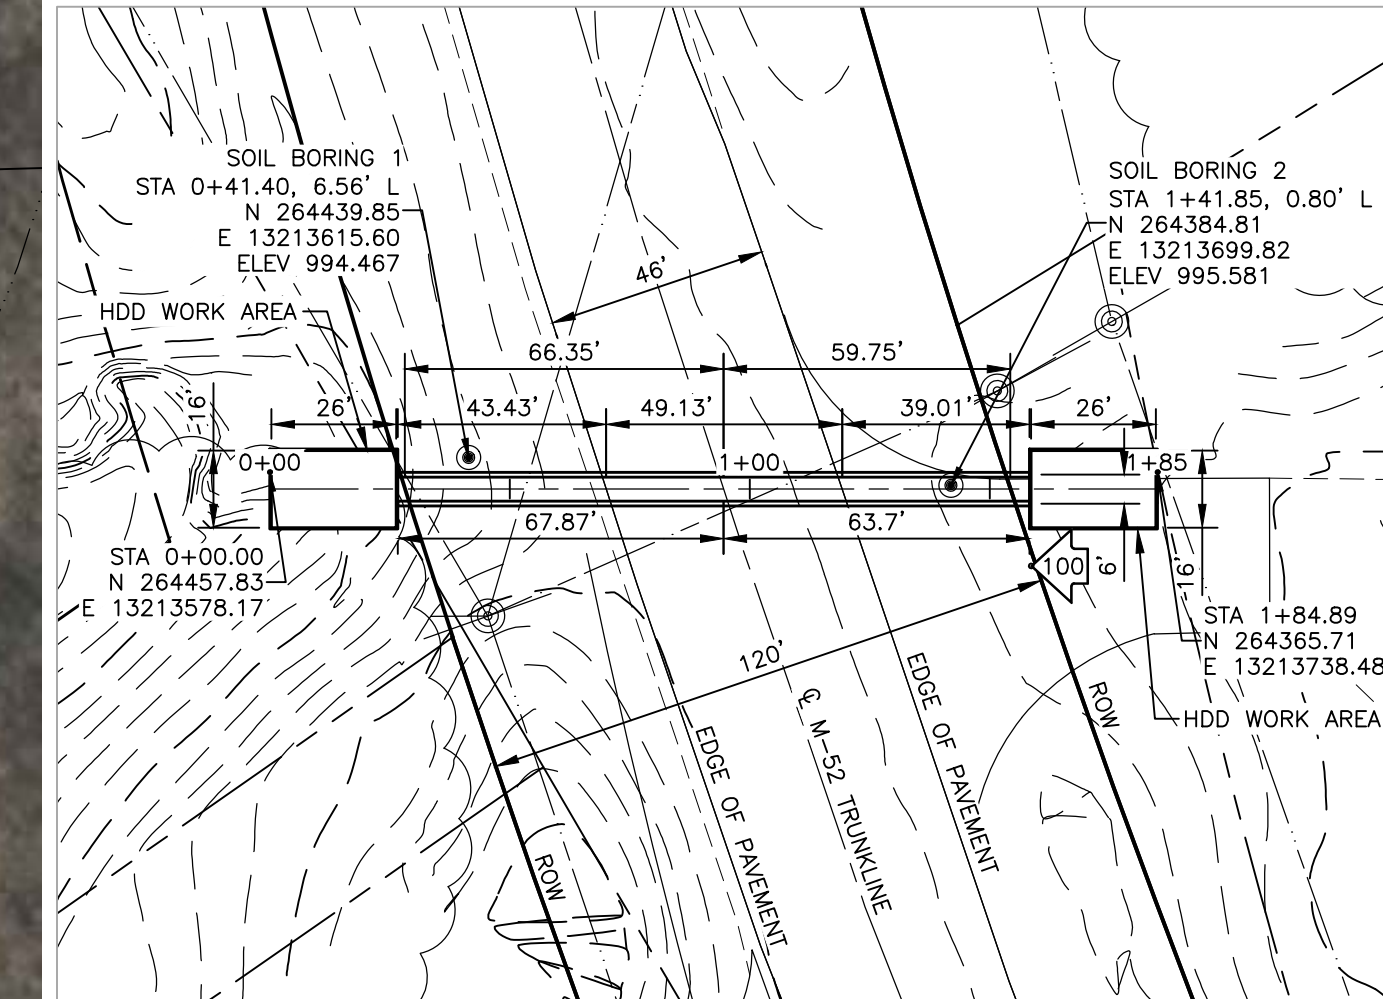 SOIL BORING 1
STA 0+41.40, 6.56' L
N 264439.85
E 13213615.60
ELEV 994.467
SOIL BORING 2
STA 1+41.85, 0.80' L
N 264384.81
E 13213699.82
ELEV 995.581
HDD WORK AREA
46'
66.35'
59.75'
16'
26'
43.43'
49.13'
39.01'
26'
0+00
1+00
1+85
67.87'
63.7'
STA 0+00.00
N 264457.83
E 13213578.17
100
6'
16'
STA 1+84.89
N 264365.71
E 13213738.48
HDD WORK AREA
120'
EDGE OF PAVEMENT
℄ M-52 TRUNKLINE
EDGE OF PAVEMENT
ROW
ROW